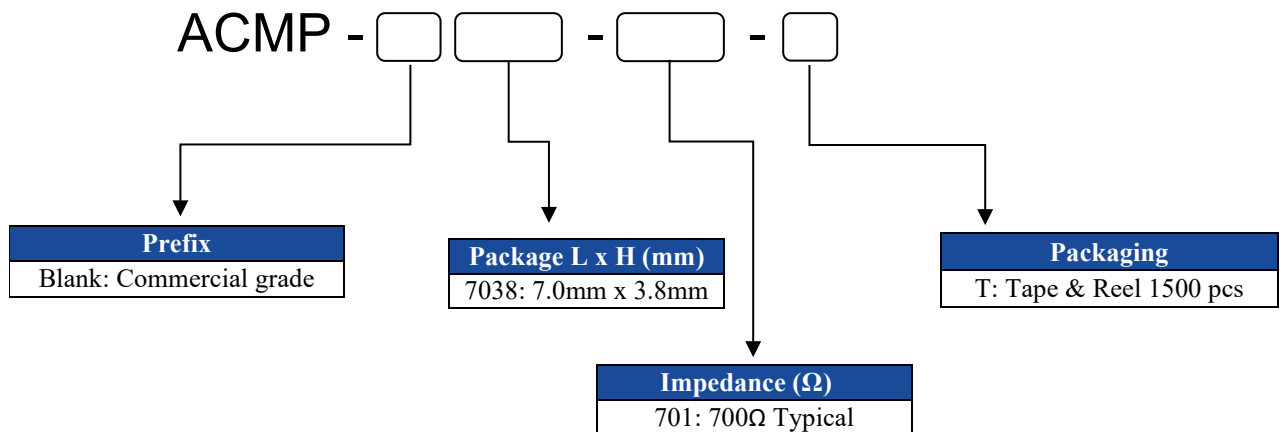 ACMP - - -
Prefix
Blank: Commercial grade
Package L x H (mm)
7038: 7.0mm x 3.8mm
Packaging
T: Tape & Reel 1500 pcs
Impedance (Ω)
701: 700Ω Typical